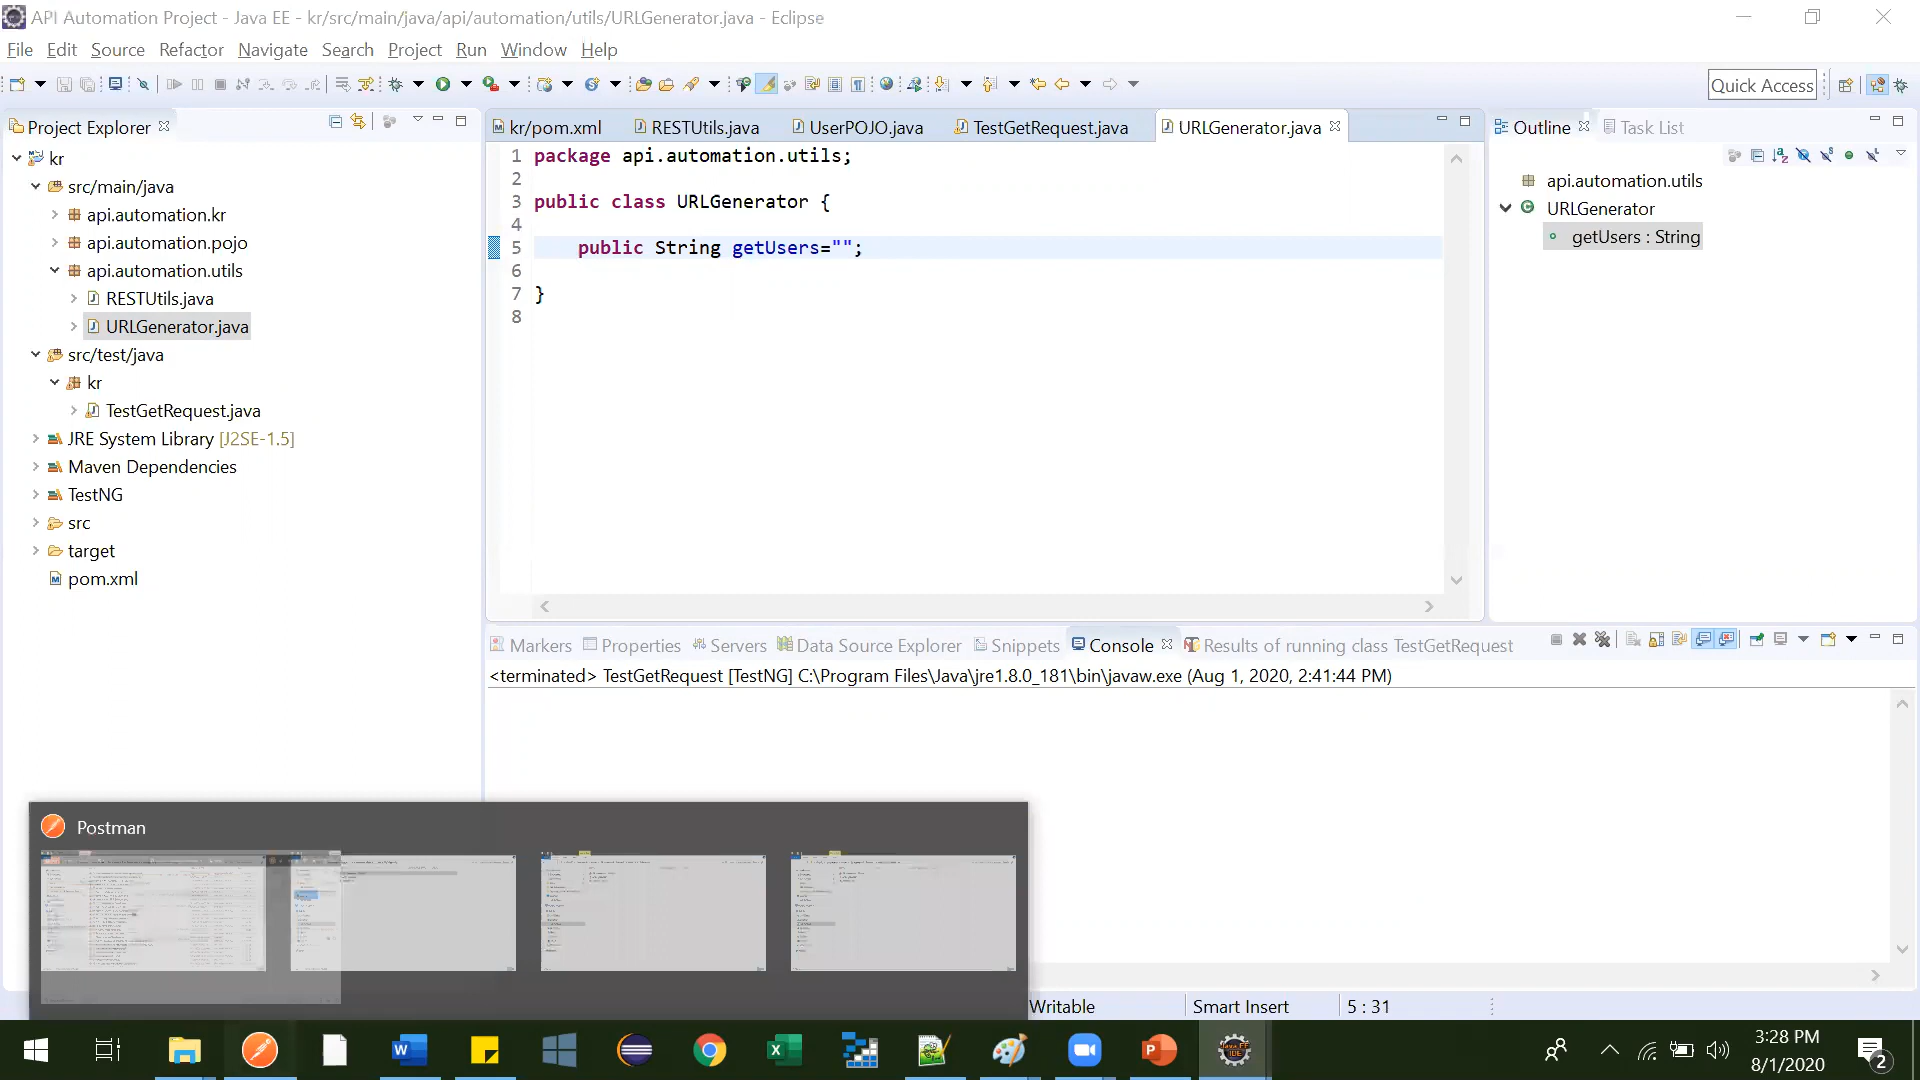 API Automation Project - Java EE - kr/src/main/java/api/automation/utils/URLGenerator.java - Eclipse
File Edit Source Refactor Navigate Search Project Run Window Help
Quick Access
Project Explorer
kr
src/main/java
api.automation.kr
api.automation.pojo
api.automation.utils
RESTUtils.java
URLGenerator.java
src/test/java
kr
TestGetRequest.java
JRE System Library [J2SE-1.5]
Maven Dependencies
TestNG
src
target
pom.xml
kr/pom.xml RESTUtils.java UserPOJO.java TestGetRequest.java URLGenerator.java
1 package api.automation.utils;
2
3 public class URLGenerator {
4
5 public String getUsers="";
6
7 }
8
Outline Task List
api.automation.utils
URLGenerator
getUsers : String
Markers Properties Servers Data Source Explorer Snippets Console Results of running class TestGetRequest
<terminated> TestGetRequest [TestNG] C:\Program Files\Java\jre1.8.0_181\bin\javaw.exe (Aug 1, 2020, 2:41:44 PM)
Postman
Writable Smart Insert 5 : 31
3:28 PM
8/1/2020
2